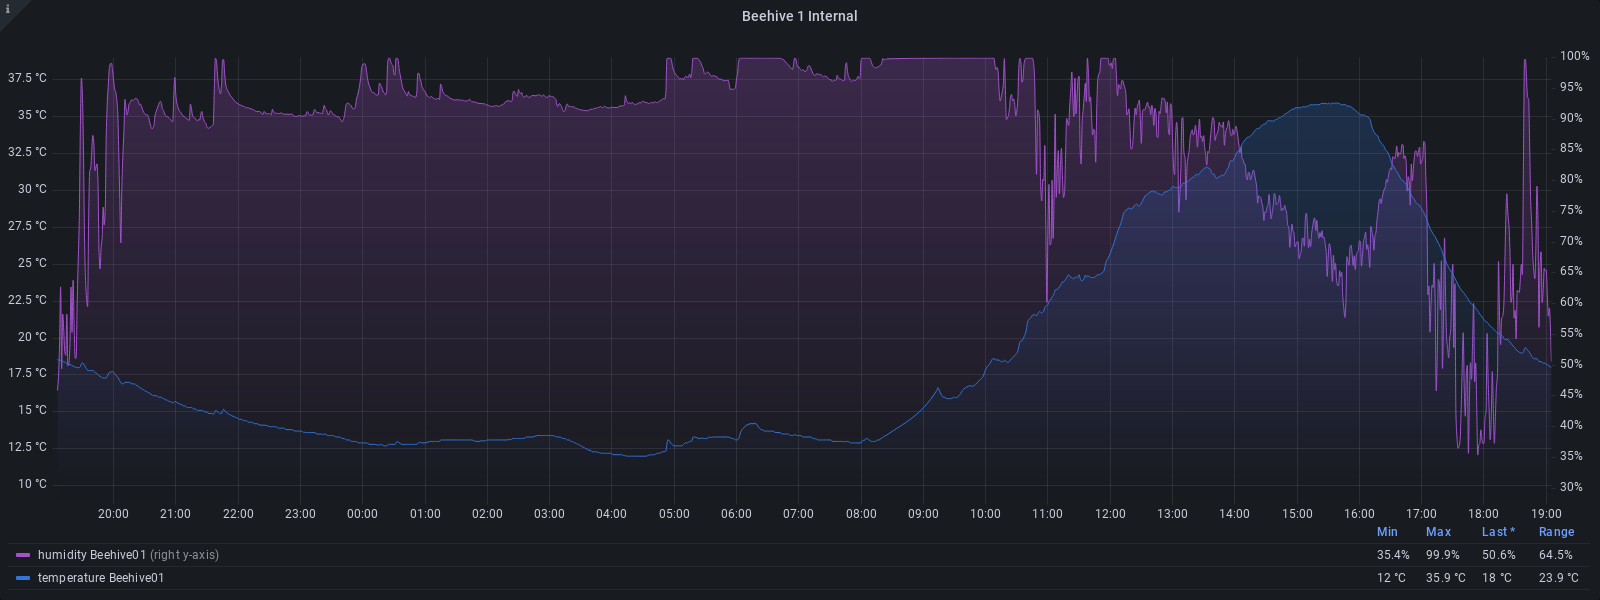 i
Beehive 1 Internal
37.5 °C
35 °C
32.5 °C
30 °C
27.5 °C
25 °C
22.5 °C
20 °C
17.5 °C
15 °C
12.5 °C
10 °C
100%
95%
90%
85%
80%
75%
70%
65%
60%
55%
50%
45%
40%
35%
30%
20:00 21:00 22:00 23:00 00:00 01:00 02:00 03:00 04:00 05:00 06:00 07:00 08:00 09:00 10:00 11:00 12:00 13:00 14:00 15:00 16:00 17:00 18:00 19:00
Min Max Last * Range
humidity Beehive01 (right y-axis) 35.4% 99.9% 50.6% 64.5%
temperature Beehive01 12 °C 35.9 °C 18 °C 23.9 °C